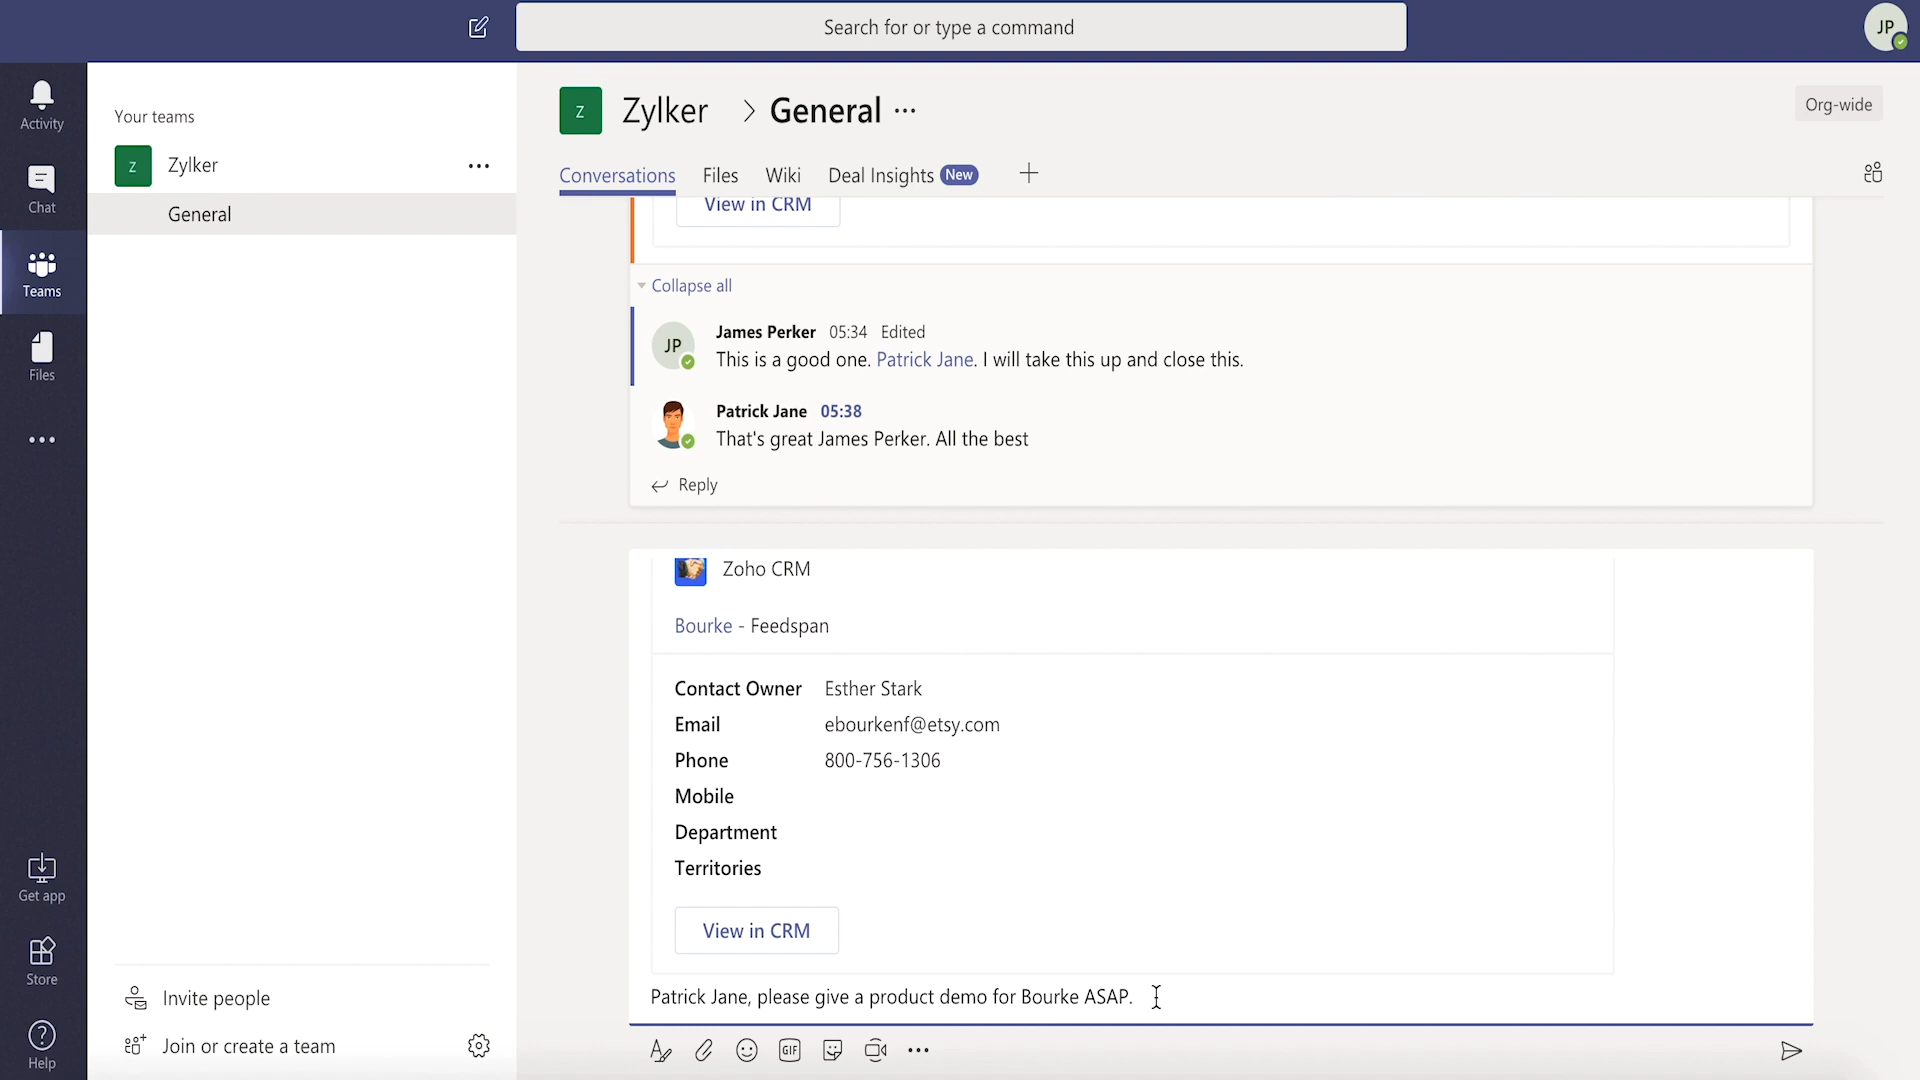 Search for or type a command
JP
Activity
Chat
Teams
Files
Get app
Store
Help
Your teams
Z
Zylker
General
Invite people
Join or create a team
Z
Zylker > General
Org-wide
Conversations Files Wiki Deal Insights New
View in CRM
Collapse all
JP
James Perker 05:34 Edited
This is a good one. Patrick Jane. I will take this up and close this.
Patrick Jane 05:38
That's great James Perker. All the best
Reply
Zoho CRM
Bourke - Feedspan
Contact Owner Esther Stark
Email ebourkenf@etsy.com
Phone 800-756-1306
Mobile
Department
Territories
View in CRM
Patrick Jane, please give a product demo for Bourke ASAP.
GIF